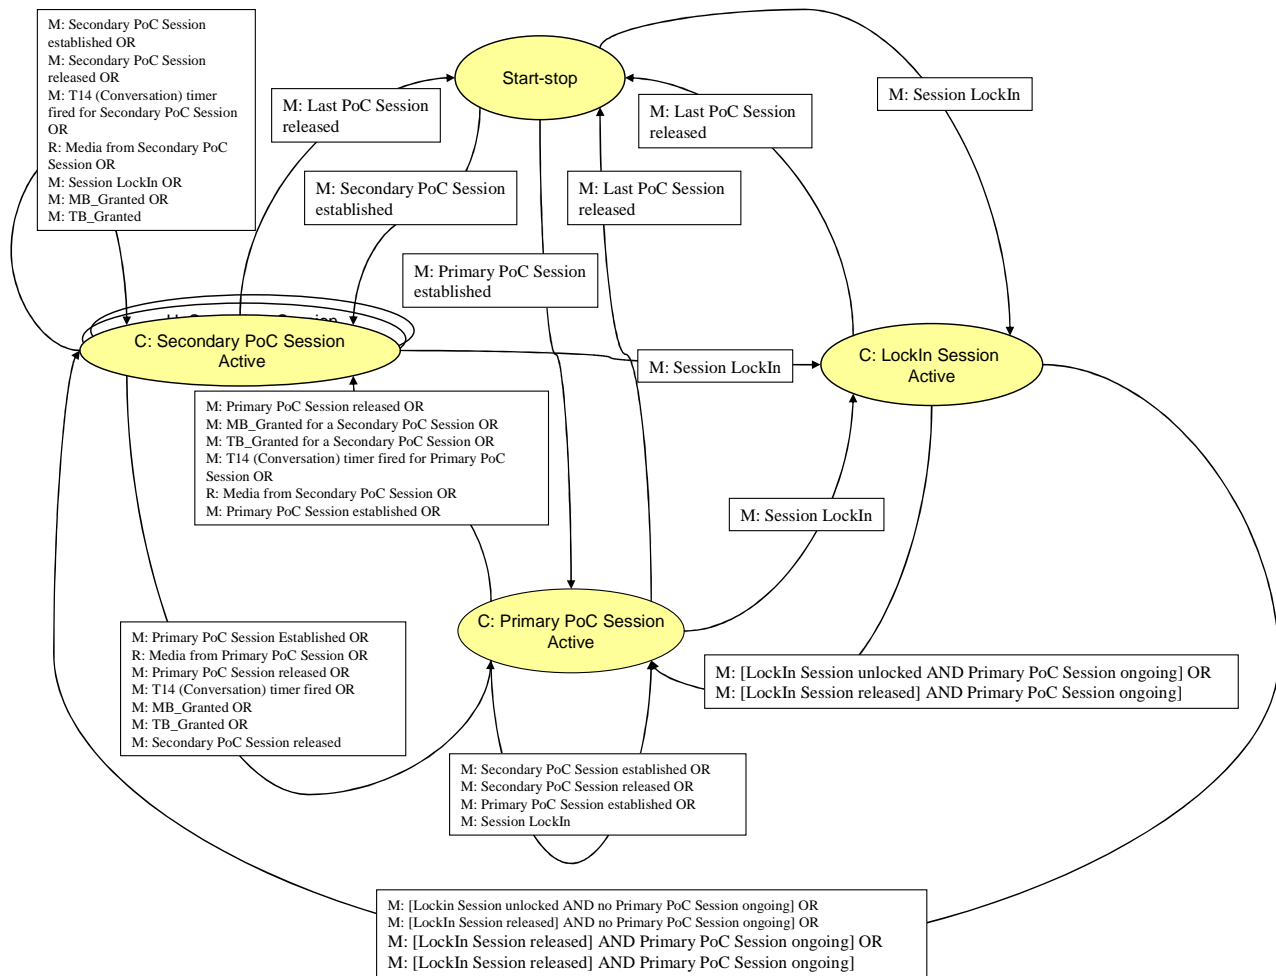 M: Secondary PoC Session
established OR
M: Secondary PoC Session
released OR
M: T14 (Conversation) timer
fired for Secondary PoC Session
OR
R: Media from Secondary PoC
Session OR
M: Session LockIn OR
M: MB_Granted OR
M: TB_Granted
Start-stop
M: Last PoC Session
released
M: Last PoC Session
released
M: Session LockIn
M: Secondary PoC Session
established
M: Last PoC Session
released
M: Primary PoC Session
established
C: Secondary PoC Session
Active
M: Session LockIn
C: LockIn Session
Active
M: Primary PoC Session released OR
M: MB_Granted for a Secondary PoC Session OR
M: TB_Granted for a Secondary PoC Session OR
M: T14 (Conversation) timer fired for Primary PoC
Session OR
R: Media from Secondary PoC Session OR
M: Primary PoC Session established OR
M: Session LockIn
C: Primary PoC Session
Active
M: Primary PoC Session Established OR
R: Media from Primary PoC Session OR
M: Primary PoC Session released OR
M: T14 (Conversation) timer fired OR
M: MB_Granted OR
M: TB_Granted OR
M: Secondary PoC Session released
M: [LockIn Session unlocked AND Primary PoC Session ongoing] OR
M: [LockIn Session released] AND Primary PoC Session ongoing]
M: Secondary PoC Session established OR
M: Secondary PoC Session released OR
M: Primary PoC Session established OR
M: Session LockIn
M: [Lockin Session unlocked AND no Primary PoC Session ongoing] OR
M: [LockIn Session released] AND no Primary PoC Session ongoing] OR
M: [LockIn Session released] AND Primary PoC Session ongoing] OR
M: [LockIn Session released] AND Primary PoC Session ongoing]